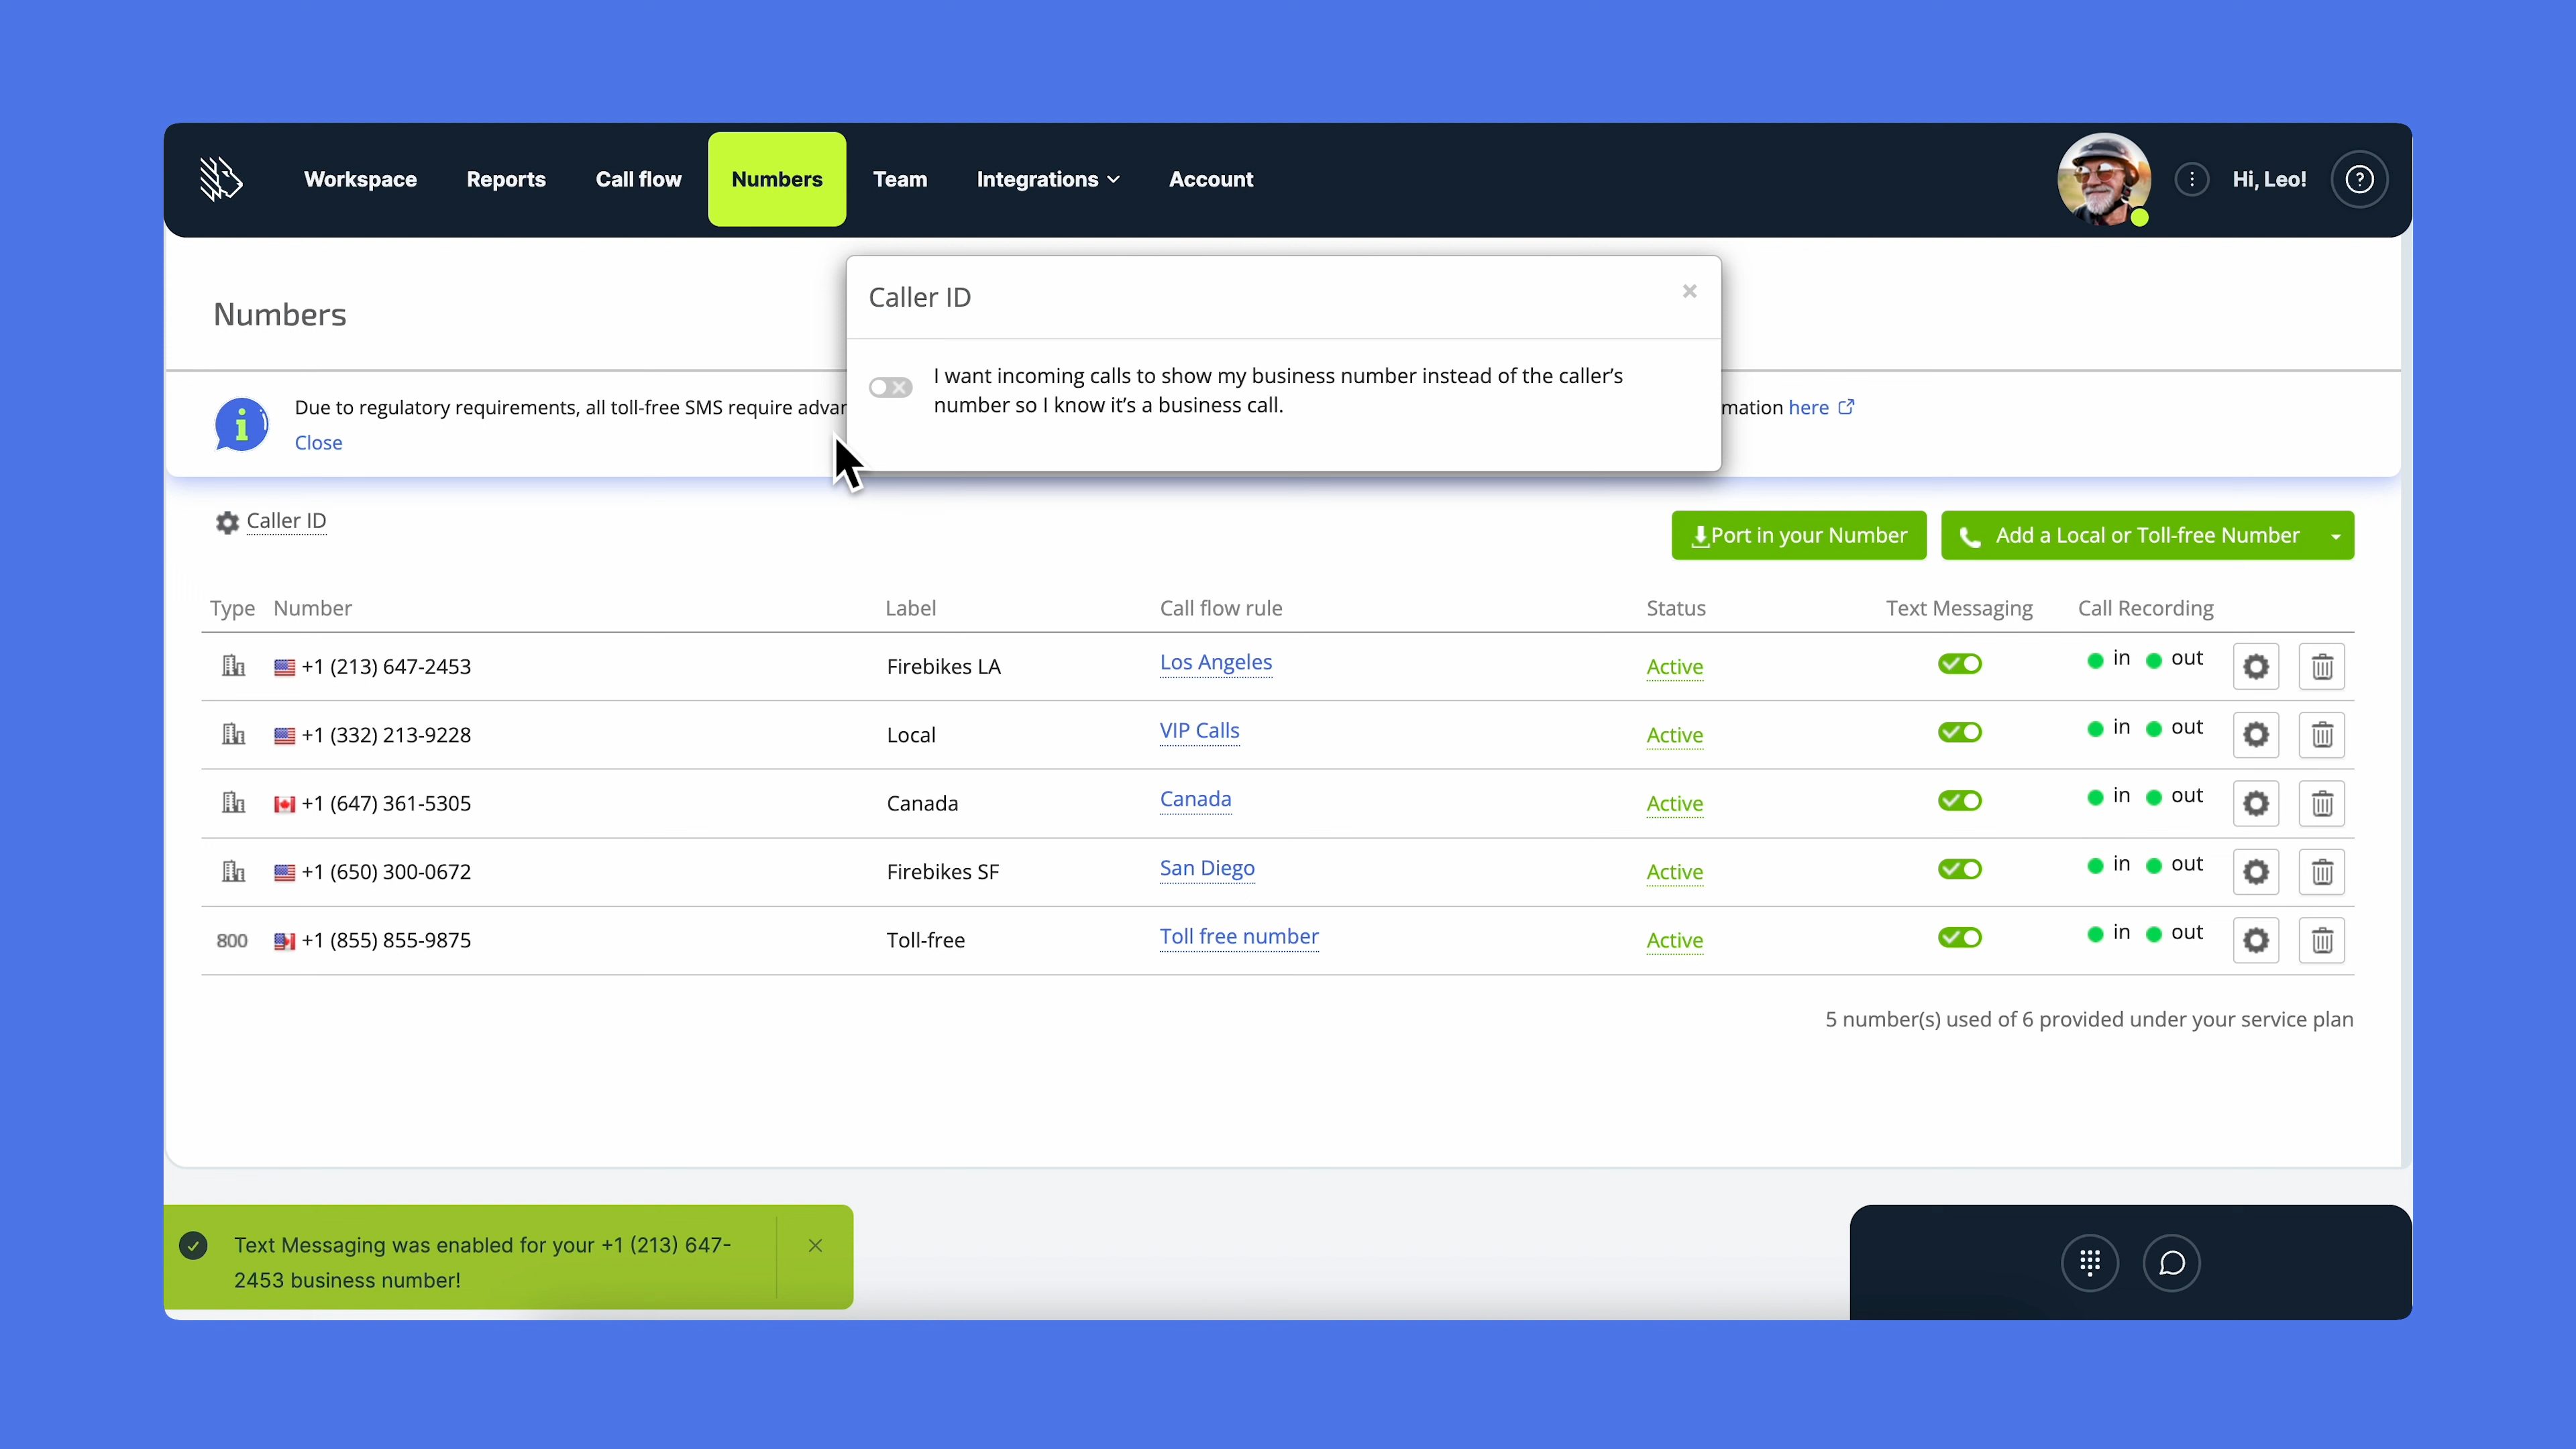 Workspace Reports Call flow Numbers Team Integrations Account Hi, Leo! ?
Numbers
Caller ID ×
I want incoming calls to show my business number instead of the caller's
number so I know it's a business call.
Due to regulatory requirements, all toll-free SMS require mation here
Close
Caller ID
Port in your Number Add a Local or Toll-free Number
Type Number Label Call flow rule Status Text Messaging Call Recording
+1 (213) 647-2453 Firebikes LA Los Angeles Active in out
+1 (332) 213-9228 Local VIP Calls Active in out
+1 (647) 361-5305 Canada Canada Active in out
+1 (650) 300-0672 Firebikes SF San Diego Active in out
800 +1 (855) 855-9875 Toll-free Toll free number Active in out
5 number(s) used of 6 provided under your service plan
Text Messaging was enabled for your +1 (213) 647-
2453 business number!